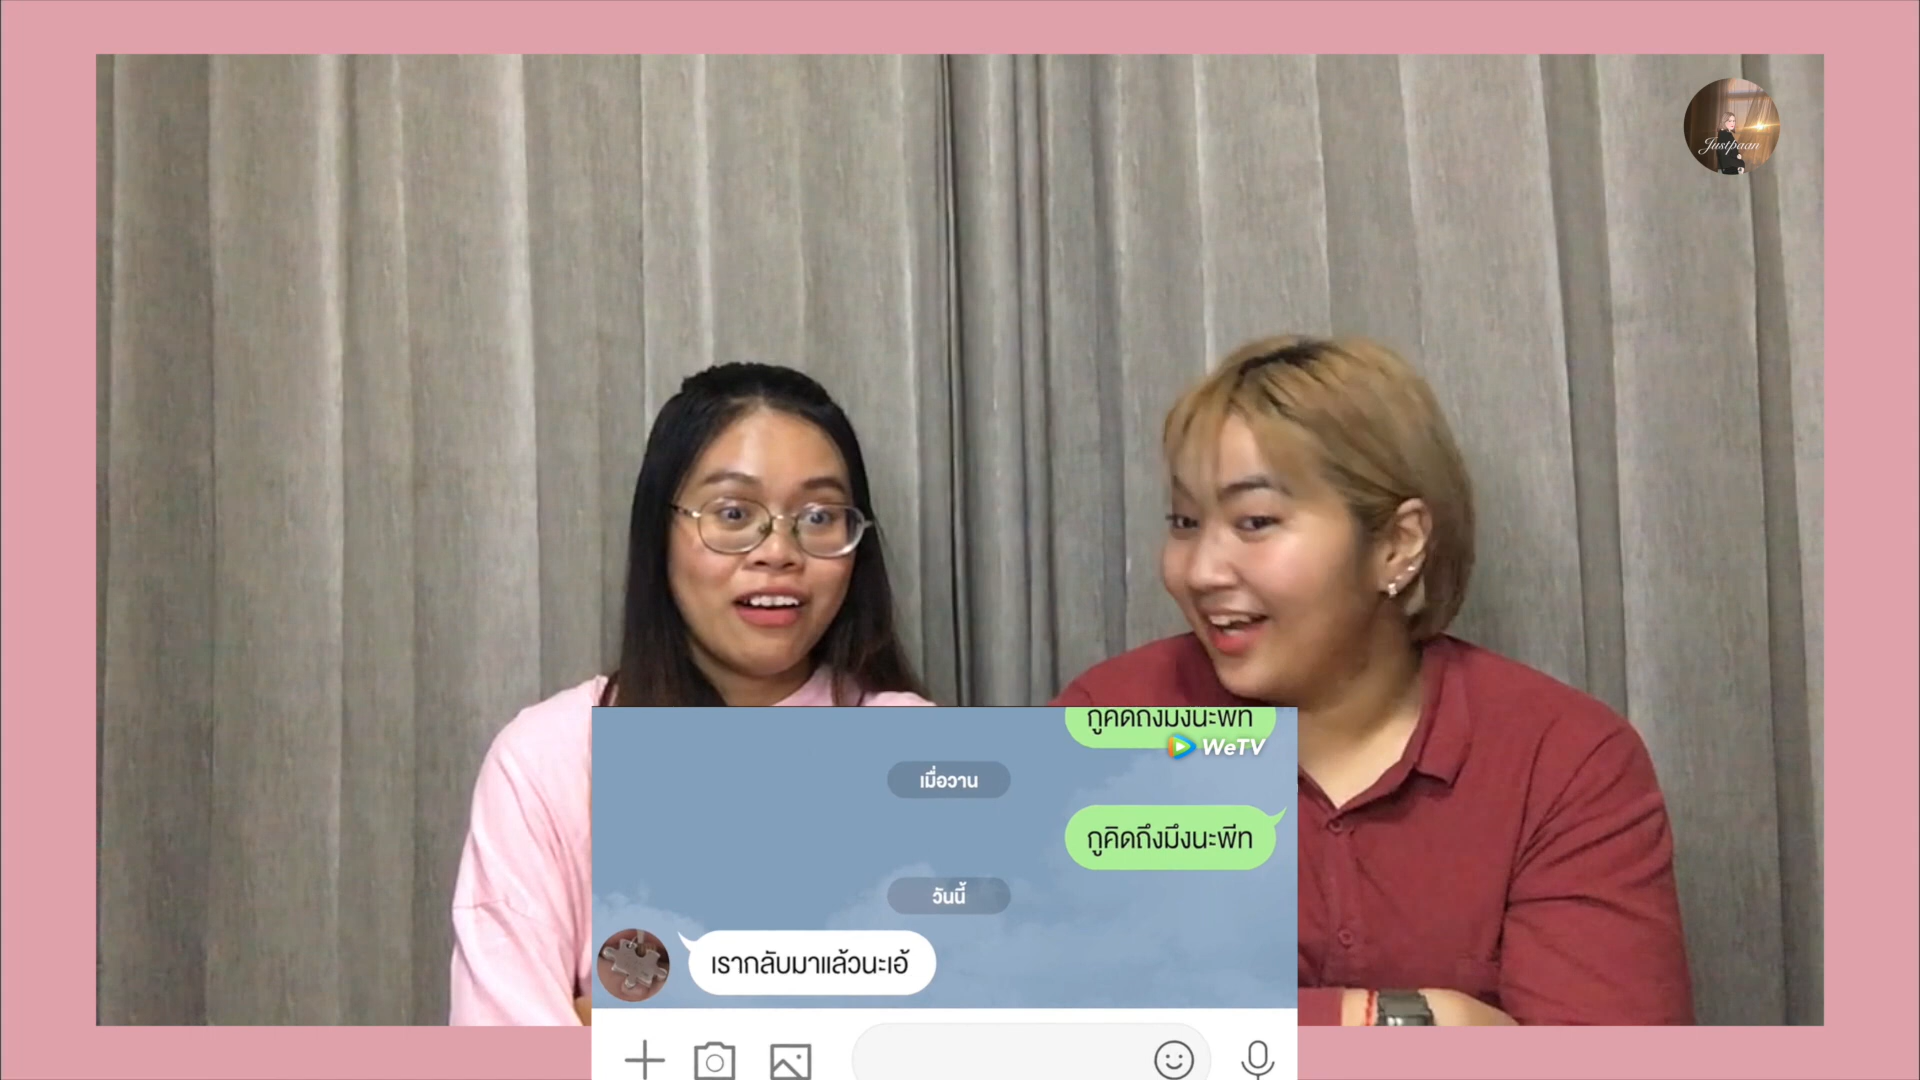 Justpaan
กูคิดถึงมึงนะพีท
WeTV
เมื่อวาน
กูคิดถึงมึงนะพีท
วันนี้
เรากลับมาแล้วนะเอ้